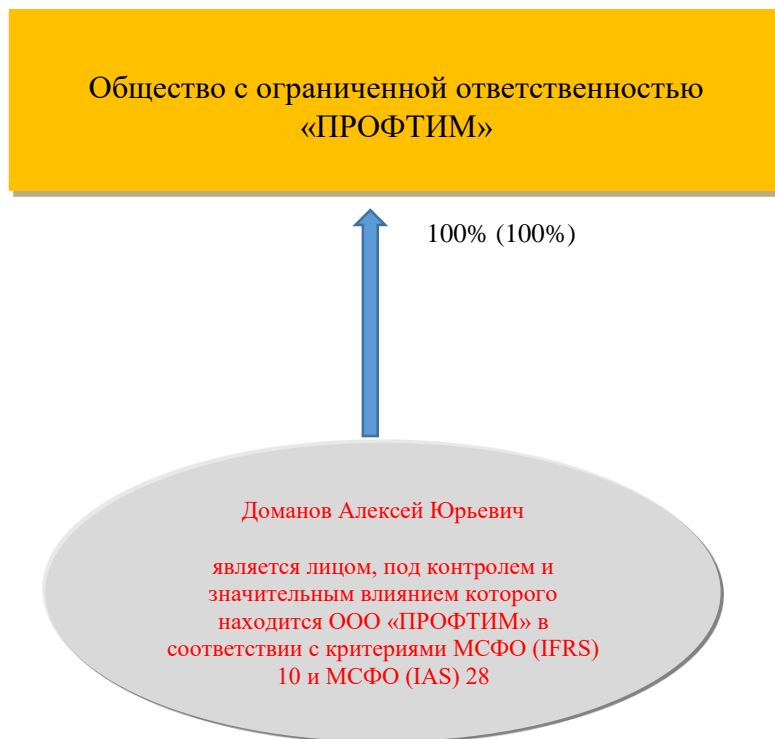 Общество с ограниченной ответственностью
«ПРОФТИМ»
100% (100%)
Доманов Алексей Юрьевич
является лицом, под контролем и
значительным влиянием которого
находится ООО «ПРОФТИМ» в
соответствии с критериями МСФО (IFRS)
10 и МСФО (IAS) 28